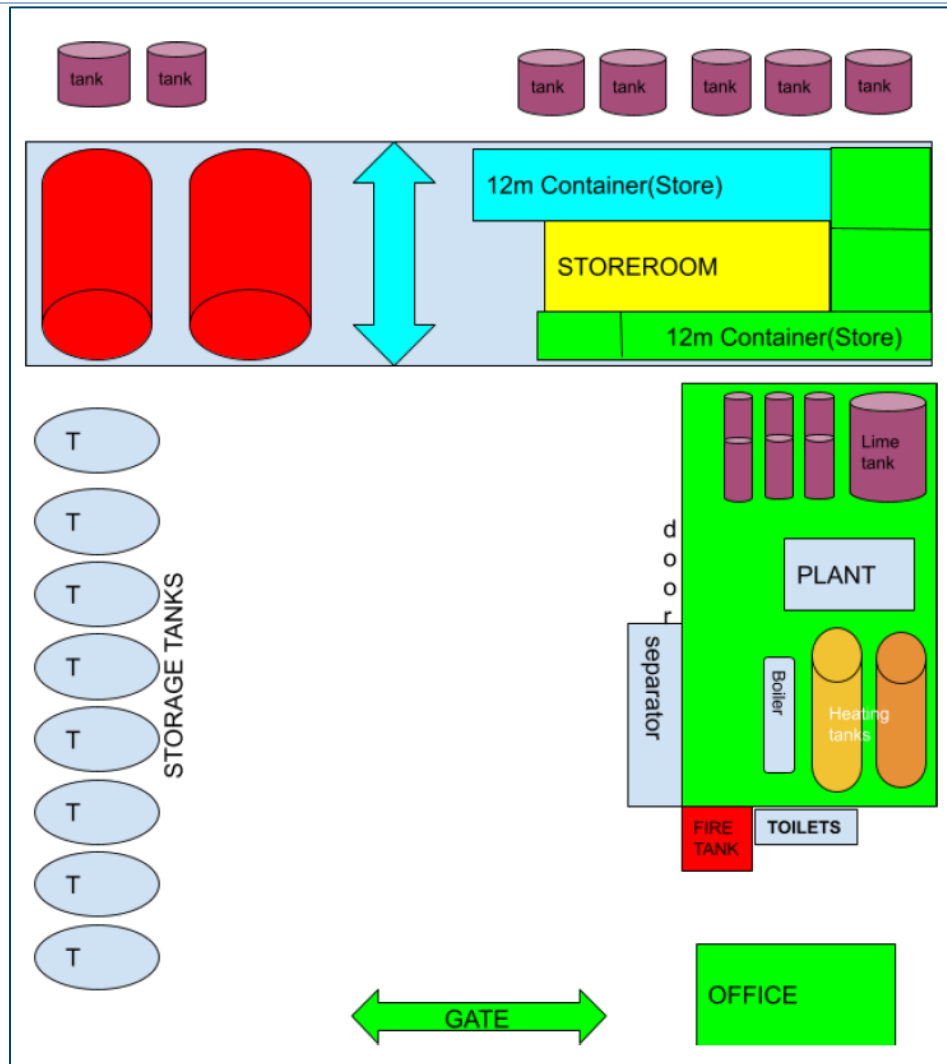 tank
tank
tank
tank
tank
tank
tank
12m Container(Store)
STOREROOM
12m Container(Store)
T
Lime
tank
T
door
PLANT
T
STORAGE TANKS
T
separator
Boiler
T
Heating
tanks
T
FIRE
TANK
TOILETS
T
T
OFFICE
GATE